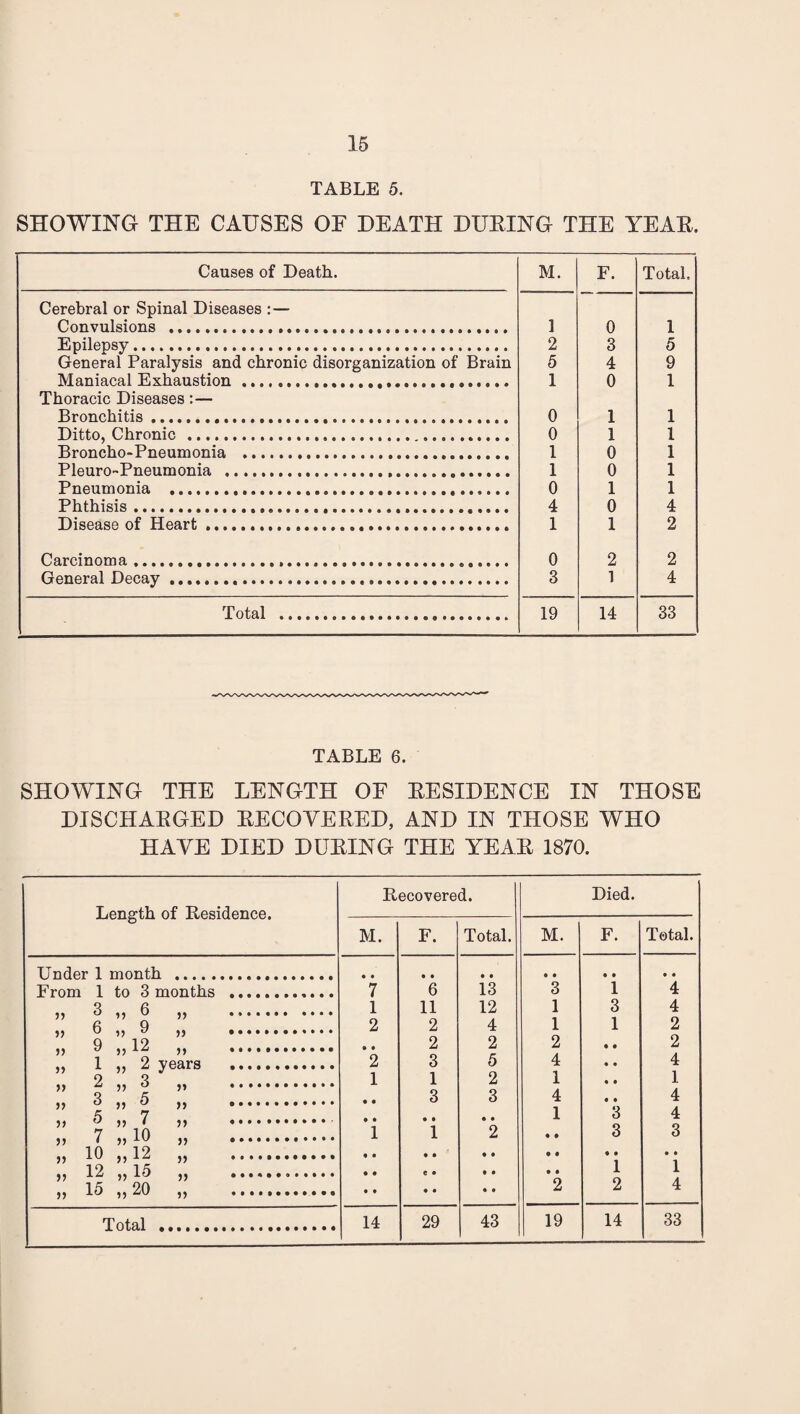 15
TABLE 5.
SHOWING THE CAUSES OF DEATH DURING THE YEAR.
Causes of Death. M. F. Total.
Cerebral or Spinal Diseases :—
Convulsions 1 0 1
Epilepsy 2 3 5
General Paralysis and chronic disorganization of Brain 5 4 9
Maniacal Exhaustion 1 0 1
Thoracic Diseases :—
Bronchitis 0 1 1
Ditto, Chronic 0 1 1
Broncho-Pneumonia 1 0 1
Pleuro-Pneumonia 1 0 1
Pneumonia 0 1 1
Phthisis 4 0 4
Disease of Heart 1 1 2
Carcinoma 0 2 2
General Decay 3 1 4
Total 19 14 33
TABLE 6.
SHOWING THE LENGTH OF RESIDENCE IN THOSE
DISCHARGED RECOVERED, AND IN THOSE WHO
HAVE DIED DURING THE YEAR 1870.
Length of Residence. Recovered. Died.
M. F. Total. M. F. Total.
Under 1 month .. .. .. .. .. ..
From 1 to 3 months 7 6 13 3 1 4
„ 3 „ 6 „ 1 11 12 1 3 4
„ 6 „ 9 „ 2 2 4 1 1 2
„ 9 „ 12 „ .. 2 2 2 .. 2
„ 1 „ 2 years 2 3 5 4 .. 4
„ 2 „ 3 „ 1 1 2 1 .. 1
„ 3 „ 5 „ .. 3 3 4 .. 4
„ 5 „ 7 „ .. .. .. 1 3 4
„ 7 „ 10 „ 1 1 2 .. 3 3
„ 10 „ 12 „ .. .. .. .. .. ..
„ 12 „ 15 „ .. .. .. .. 1 1
„ 15 „ 20 „ .. .. .. 2 2 4
Total 14 29 43 19 14 33